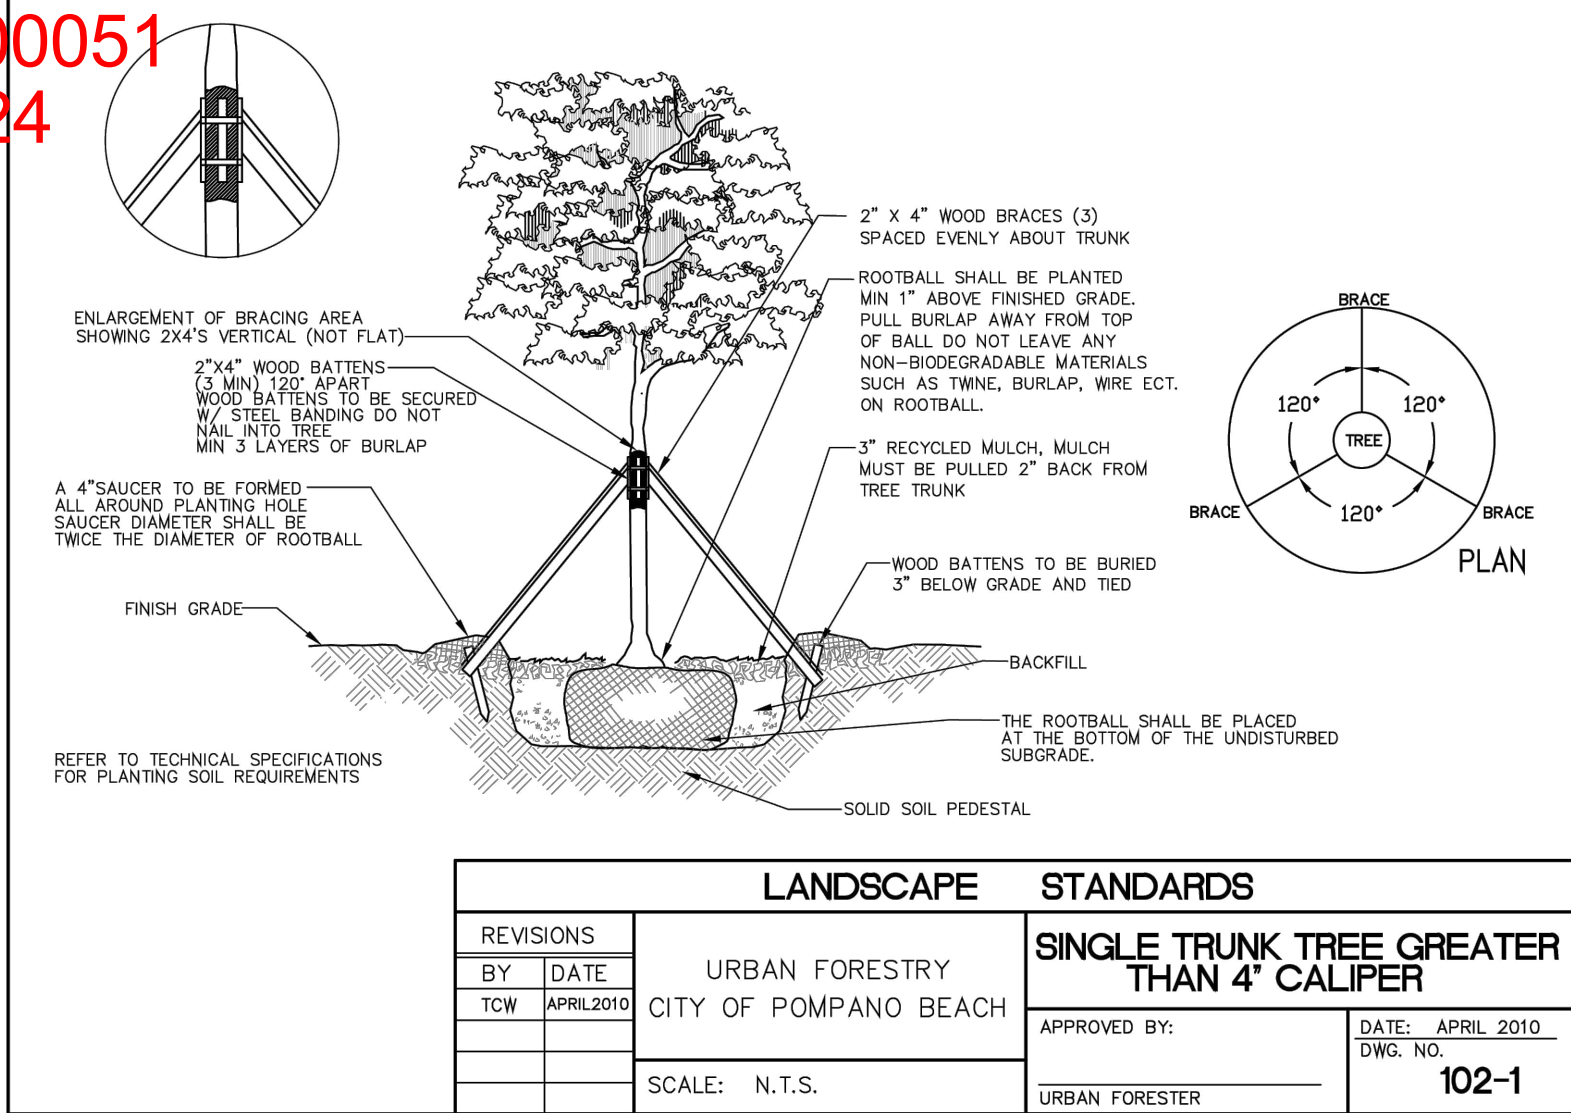 00051
24
ENLARGEMENT OF BRACING AREA
SHOWING 2X4'S VERTICAL (NOT FLAT)
2"X4" WOOD BATTENS
(3 MIN) 120° APART
WOOD BATTENS TO BE SECURED
W/ STEEL BANDING DO NOT
NAIL INTO TREE
MIN 3 LAYERS OF BURLAP
A 4"SAUCER TO BE FORMED
ALL AROUND PLANTING HOLE
SAUCER DIAMETER SHALL BE
TWICE THE DIAMETER OF ROOTBALL
FINISH GRADE
REFER TO TECHNICAL SPECIFICATIONS
FOR PLANTING SOIL REQUIREMENTS
2" X 4" WOOD BRACES (3)
SPACED EVENLY ABOUT TRUNK
ROOTBALL SHALL BE PLANTED
MIN 1" ABOVE FINISHED GRADE.
PULL BURLAP AWAY FROM TOP
OF BALL DO NOT LEAVE ANY
NON-BIODEGRADABLE MATERIALS
SUCH AS TWINE, BURLAP, WIRE ECT.
ON ROOTBALL.
3" RECYCLED MULCH, MULCH
MUST BE PULLED 2" BACK FROM
TREE TRUNK
WOOD BATTENS TO BE BURIED
3" BELOW GRADE AND TIED
BACKFILL
THE ROOTBALL SHALL BE PLACED
AT THE BOTTOM OF THE UNDISTURBED
SUBGRADE.
SOLID SOIL PEDESTAL
BRACE
120°
120°
TREE
120°
BRACE
BRACE
PLAN
LANDSCAPE STANDARDS
REVISIONS
BY DATE
TCW APRIL2010
URBAN FORESTRY
CITY OF POMPANO BEACH
SCALE: N.T.S.
SINGLE TRUNK TREE GREATER
THAN 4" CALIPER
APPROVED BY:
URBAN FORESTER
DATE: APRIL 2010
DWG. NO.
102-1